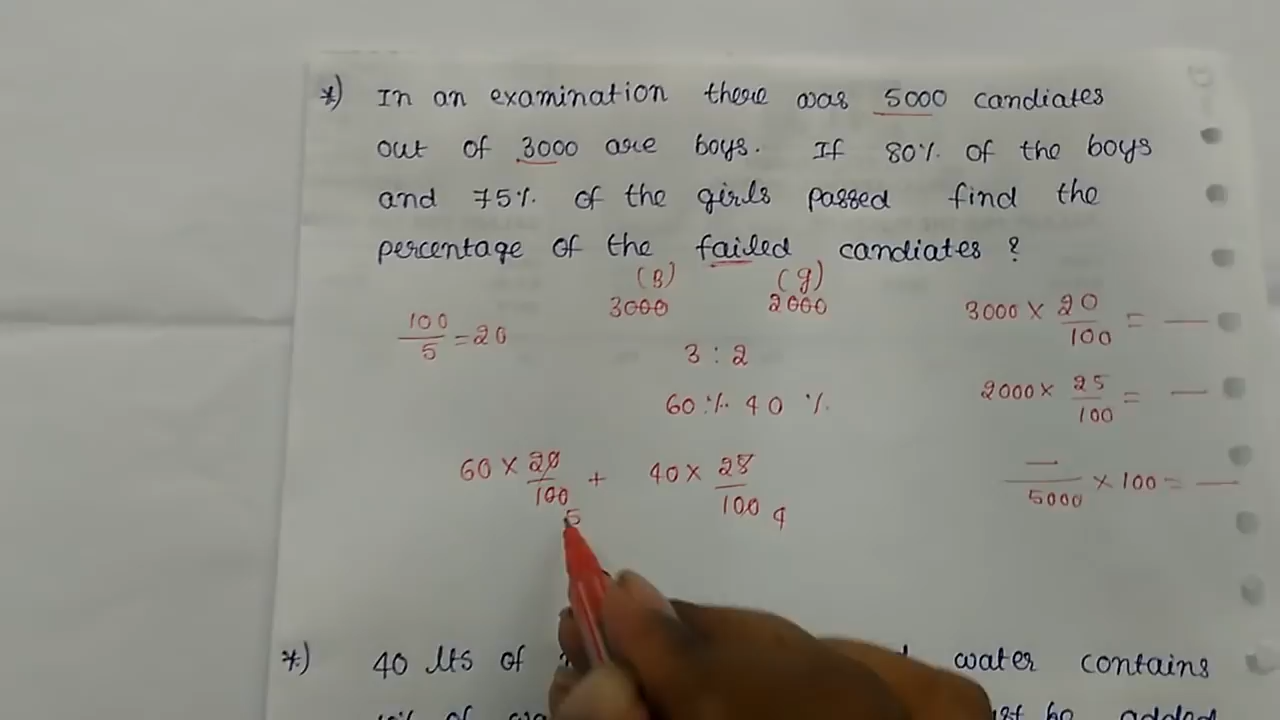 *) In an examination there was 5000 candiates
out of 3000 are boys. If 80% of the boys
and 75% of the girls passed find the
percentage of the failed candiates ?
(B) (g)
3000 2000
100/5 = 20
3 : 2
60 % : 40 %
60 × 20/100 + 40 × 25/100
5 4
3000 × 20/100 = —
2000 × 25/100 = —
—/5000 × 100 = —
*) 40 lts of water contains
of added